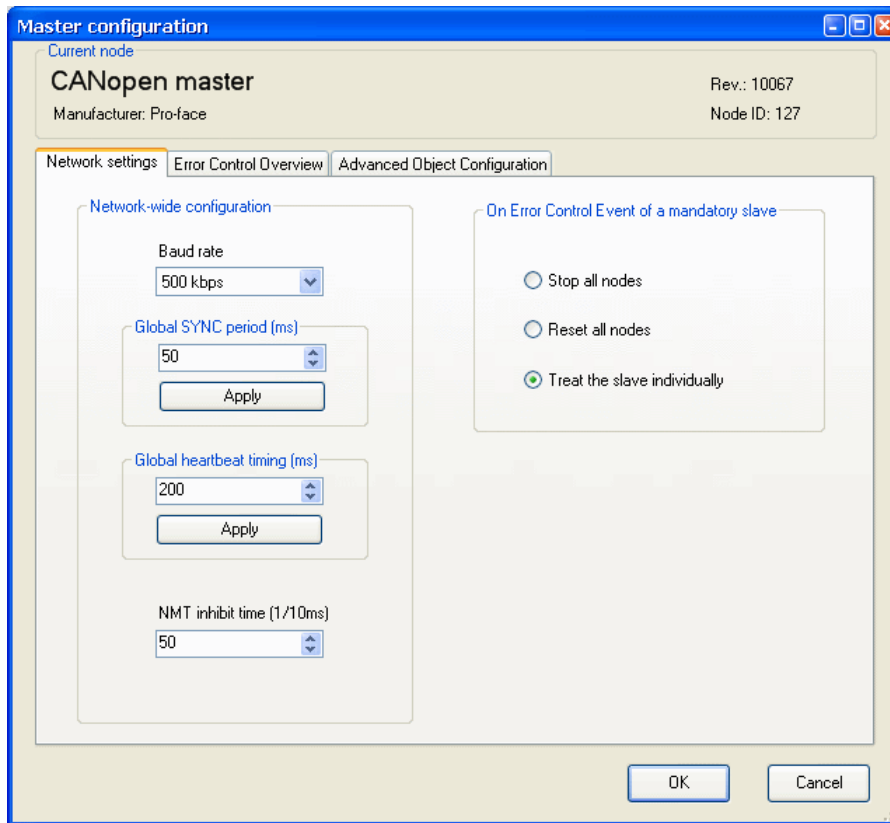 Master configuration
Current node
CANopen master
Rev.: 10067
Manufacturer: Pro-face
Node ID: 127
Network settings
Error Control Overview
Advanced Object Configuration
Network-wide configuration
Baud rate
500 kbps
Global SYNC period (ms)
50
Apply
Global heartbeat timing (ms)
200
Apply
NMT inhibit time (1/10ms)
50
On Error Control Event of a mandatory slave
Stop all nodes
Reset all nodes
Treat the slave individually
OK
Cancel